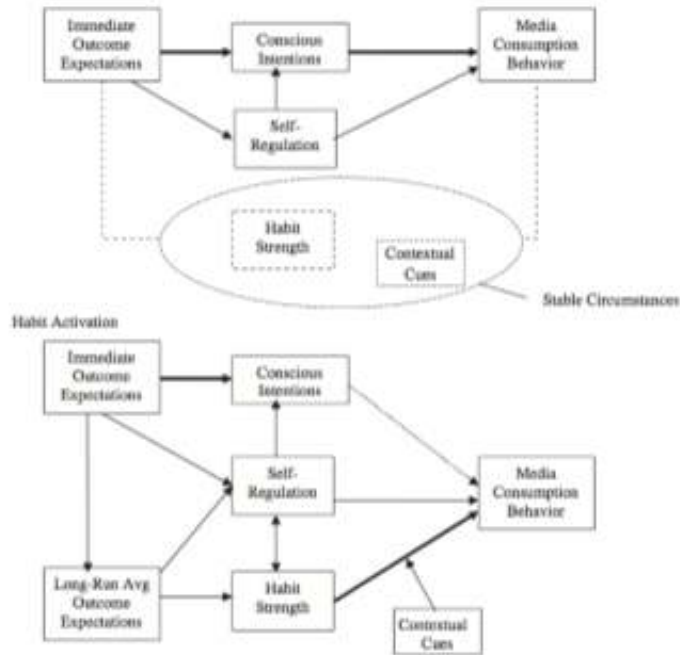 Immediate
Outcome
Expectations
Conscious
Intentions
Media
Consumption
Behavior
Self-
Regulation
Habit
Strength
Contextual
Cues
Stable Circumstances
Habit Activation
Immediate
Outcome
Expectations
Conscious
Intentions
Self-
Regulation
Media
Consumption
Behavior
Long-Run Avg
Outcome
Expectations
Habit
Strength
Contextual
Cues